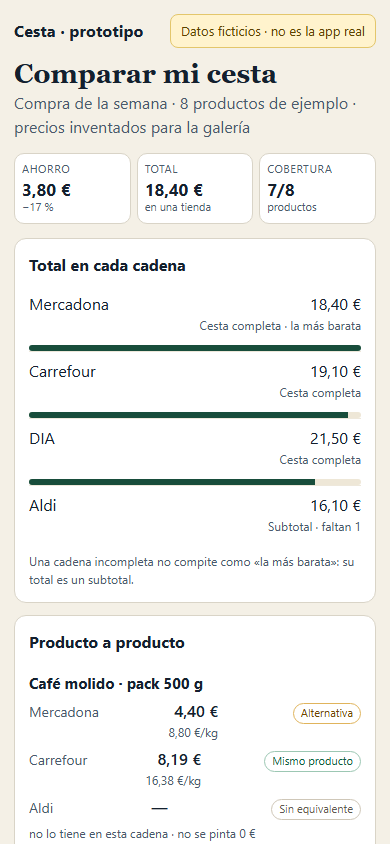 Cesta · prototipo
Datos ficticios · no es la app real
Comparar mi cesta
Compra de la semana · 8 productos de ejemplo ·
precios inventados para la galería
AHORRO
3,80 €
−17 %
TOTAL
18,40 €
en una tienda
COBERTURA
7/8
productos
Total en cada cadena
Mercadona 18,40 €
Cesta completa · la más barata
Carrefour 19,10 €
Cesta completa
DIA 21,50 €
Cesta completa
Aldi 16,10 €
Subtotal · faltan 1
Una cadena incompleta no compite como «la más barata»: su
total es un subtotal.
Producto a producto
Café molido · pack 500 g
Mercadona 4,40 € Alternativa
8,80 €/kg
Carrefour 8,19 € Mismo producto
16,38 €/kg
Aldi — Sin equivalente
no lo tiene en esta cadena · no se pinta 0 €